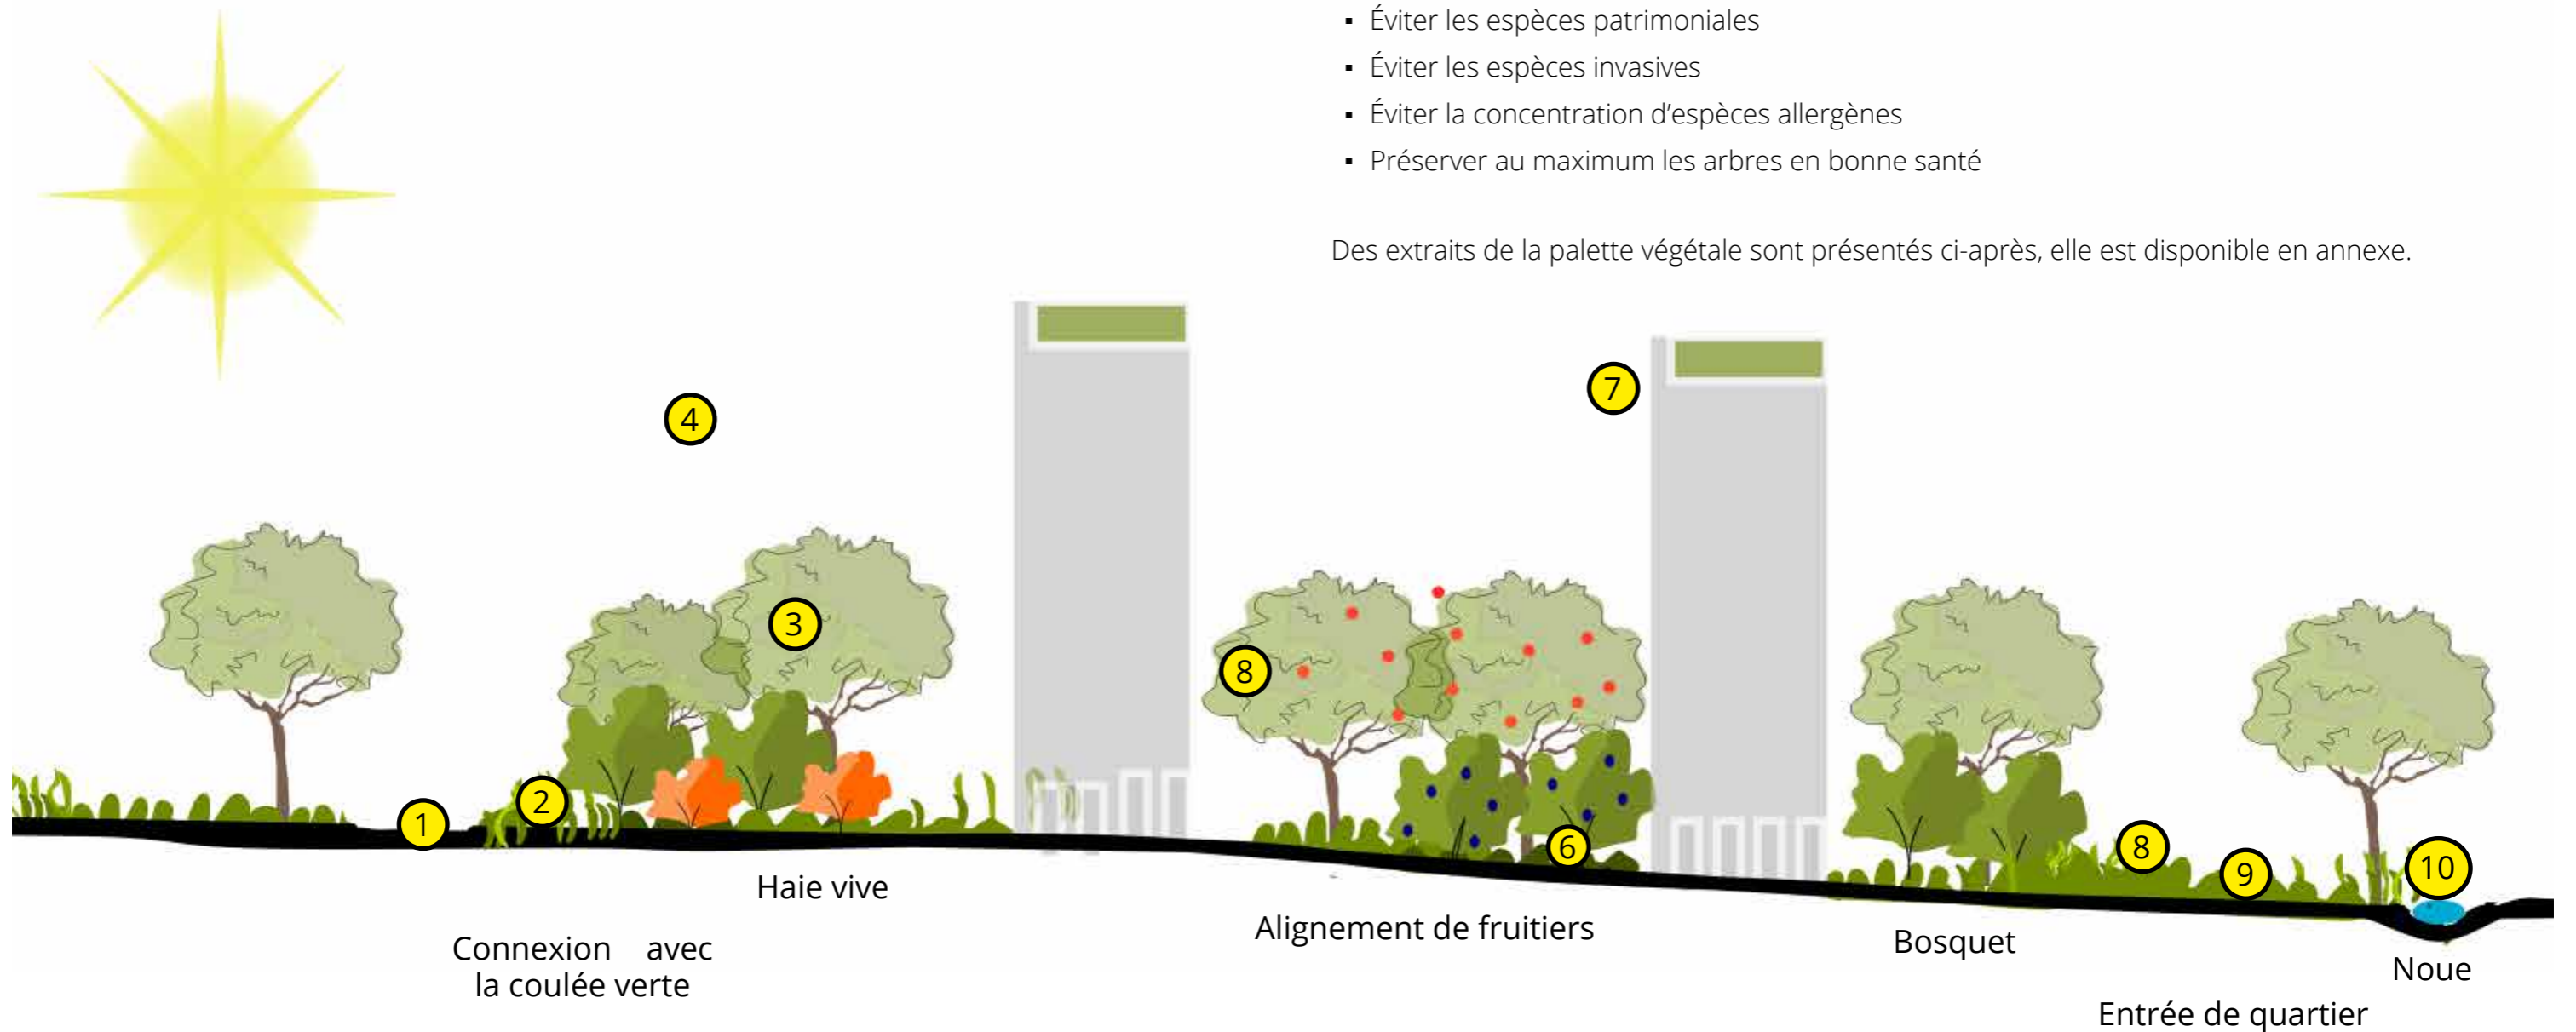 ▪ Éviter les espèces patrimoniales
▪ Éviter les espèces invasives
▪ Éviter la concentration d'espèces allergènes
▪ Préserver au maximum les arbres en bonne santé
Des extraits de la palette végétale sont présentés ci-après, elle est disponible en annexe.
4
7
3
8
1
2
6
8
9
10
Haie vive
Connexion avec
la coulée verte
Alignement de fruitiers
Bosquet
Noue
Entrée de quartier